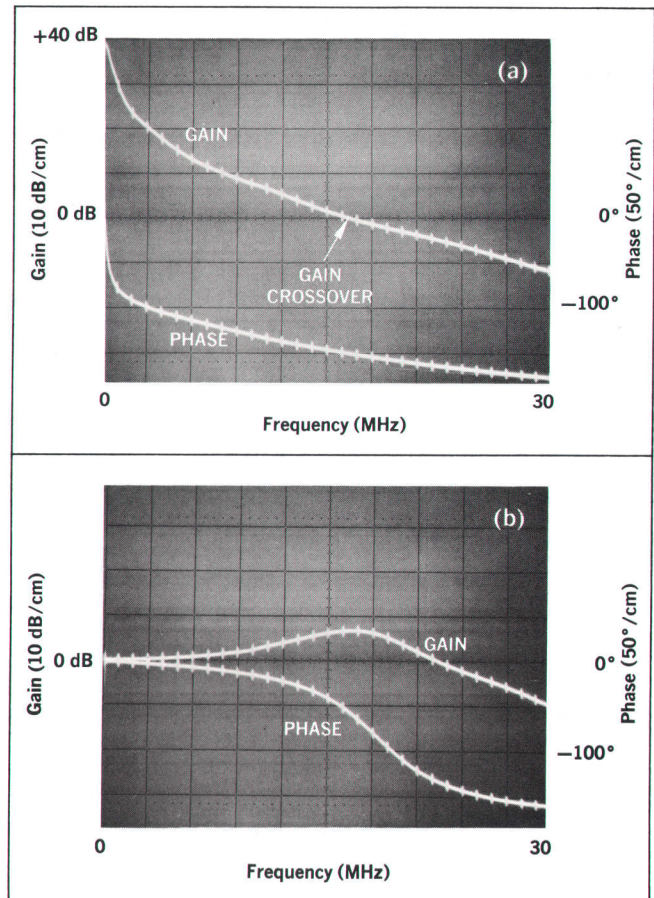 +40 dB
(a)
GAIN
Gain (10 dB/cm)
0 dB
0°
Phase (50°/cm)
GAIN
CROSSOVER
−100°
PHASE
0
30
Frequency (MHz)
(b)
Gain (10 dB/cm)
GAIN
0 dB
0°
Phase (50°/cm)
PHASE
−100°
0
30
Frequency (MHz)